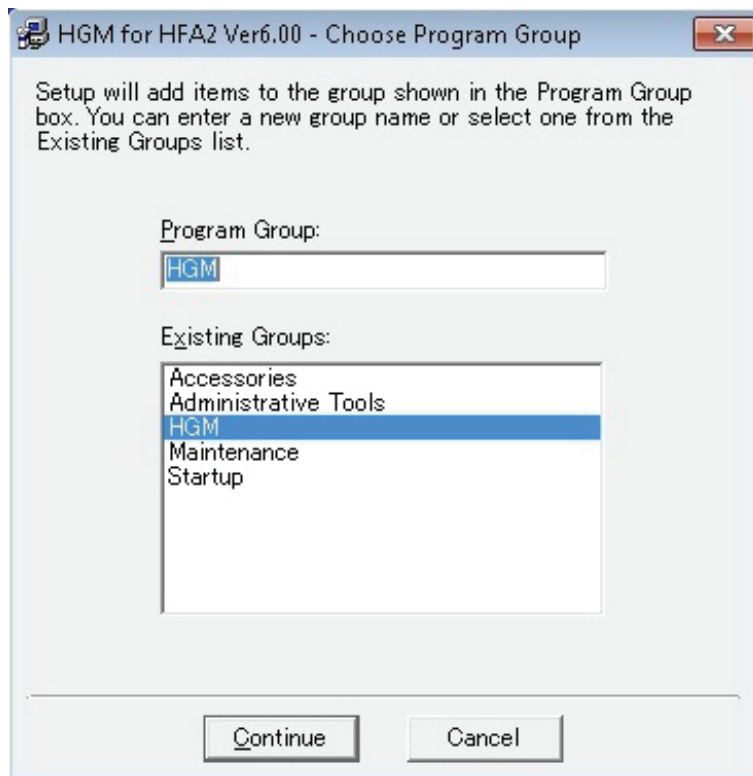 HGM for HFA2 Ver6.00 - Choose Program Group
Setup will add items to the group shown in the Program Group
box. You can enter a new group name or select one from the
Existing Groups list.
Program Group:
HGM
Existing Groups:
Accessories
Administrative Tools
HGM
Maintenance
Startup
Continue Cancel